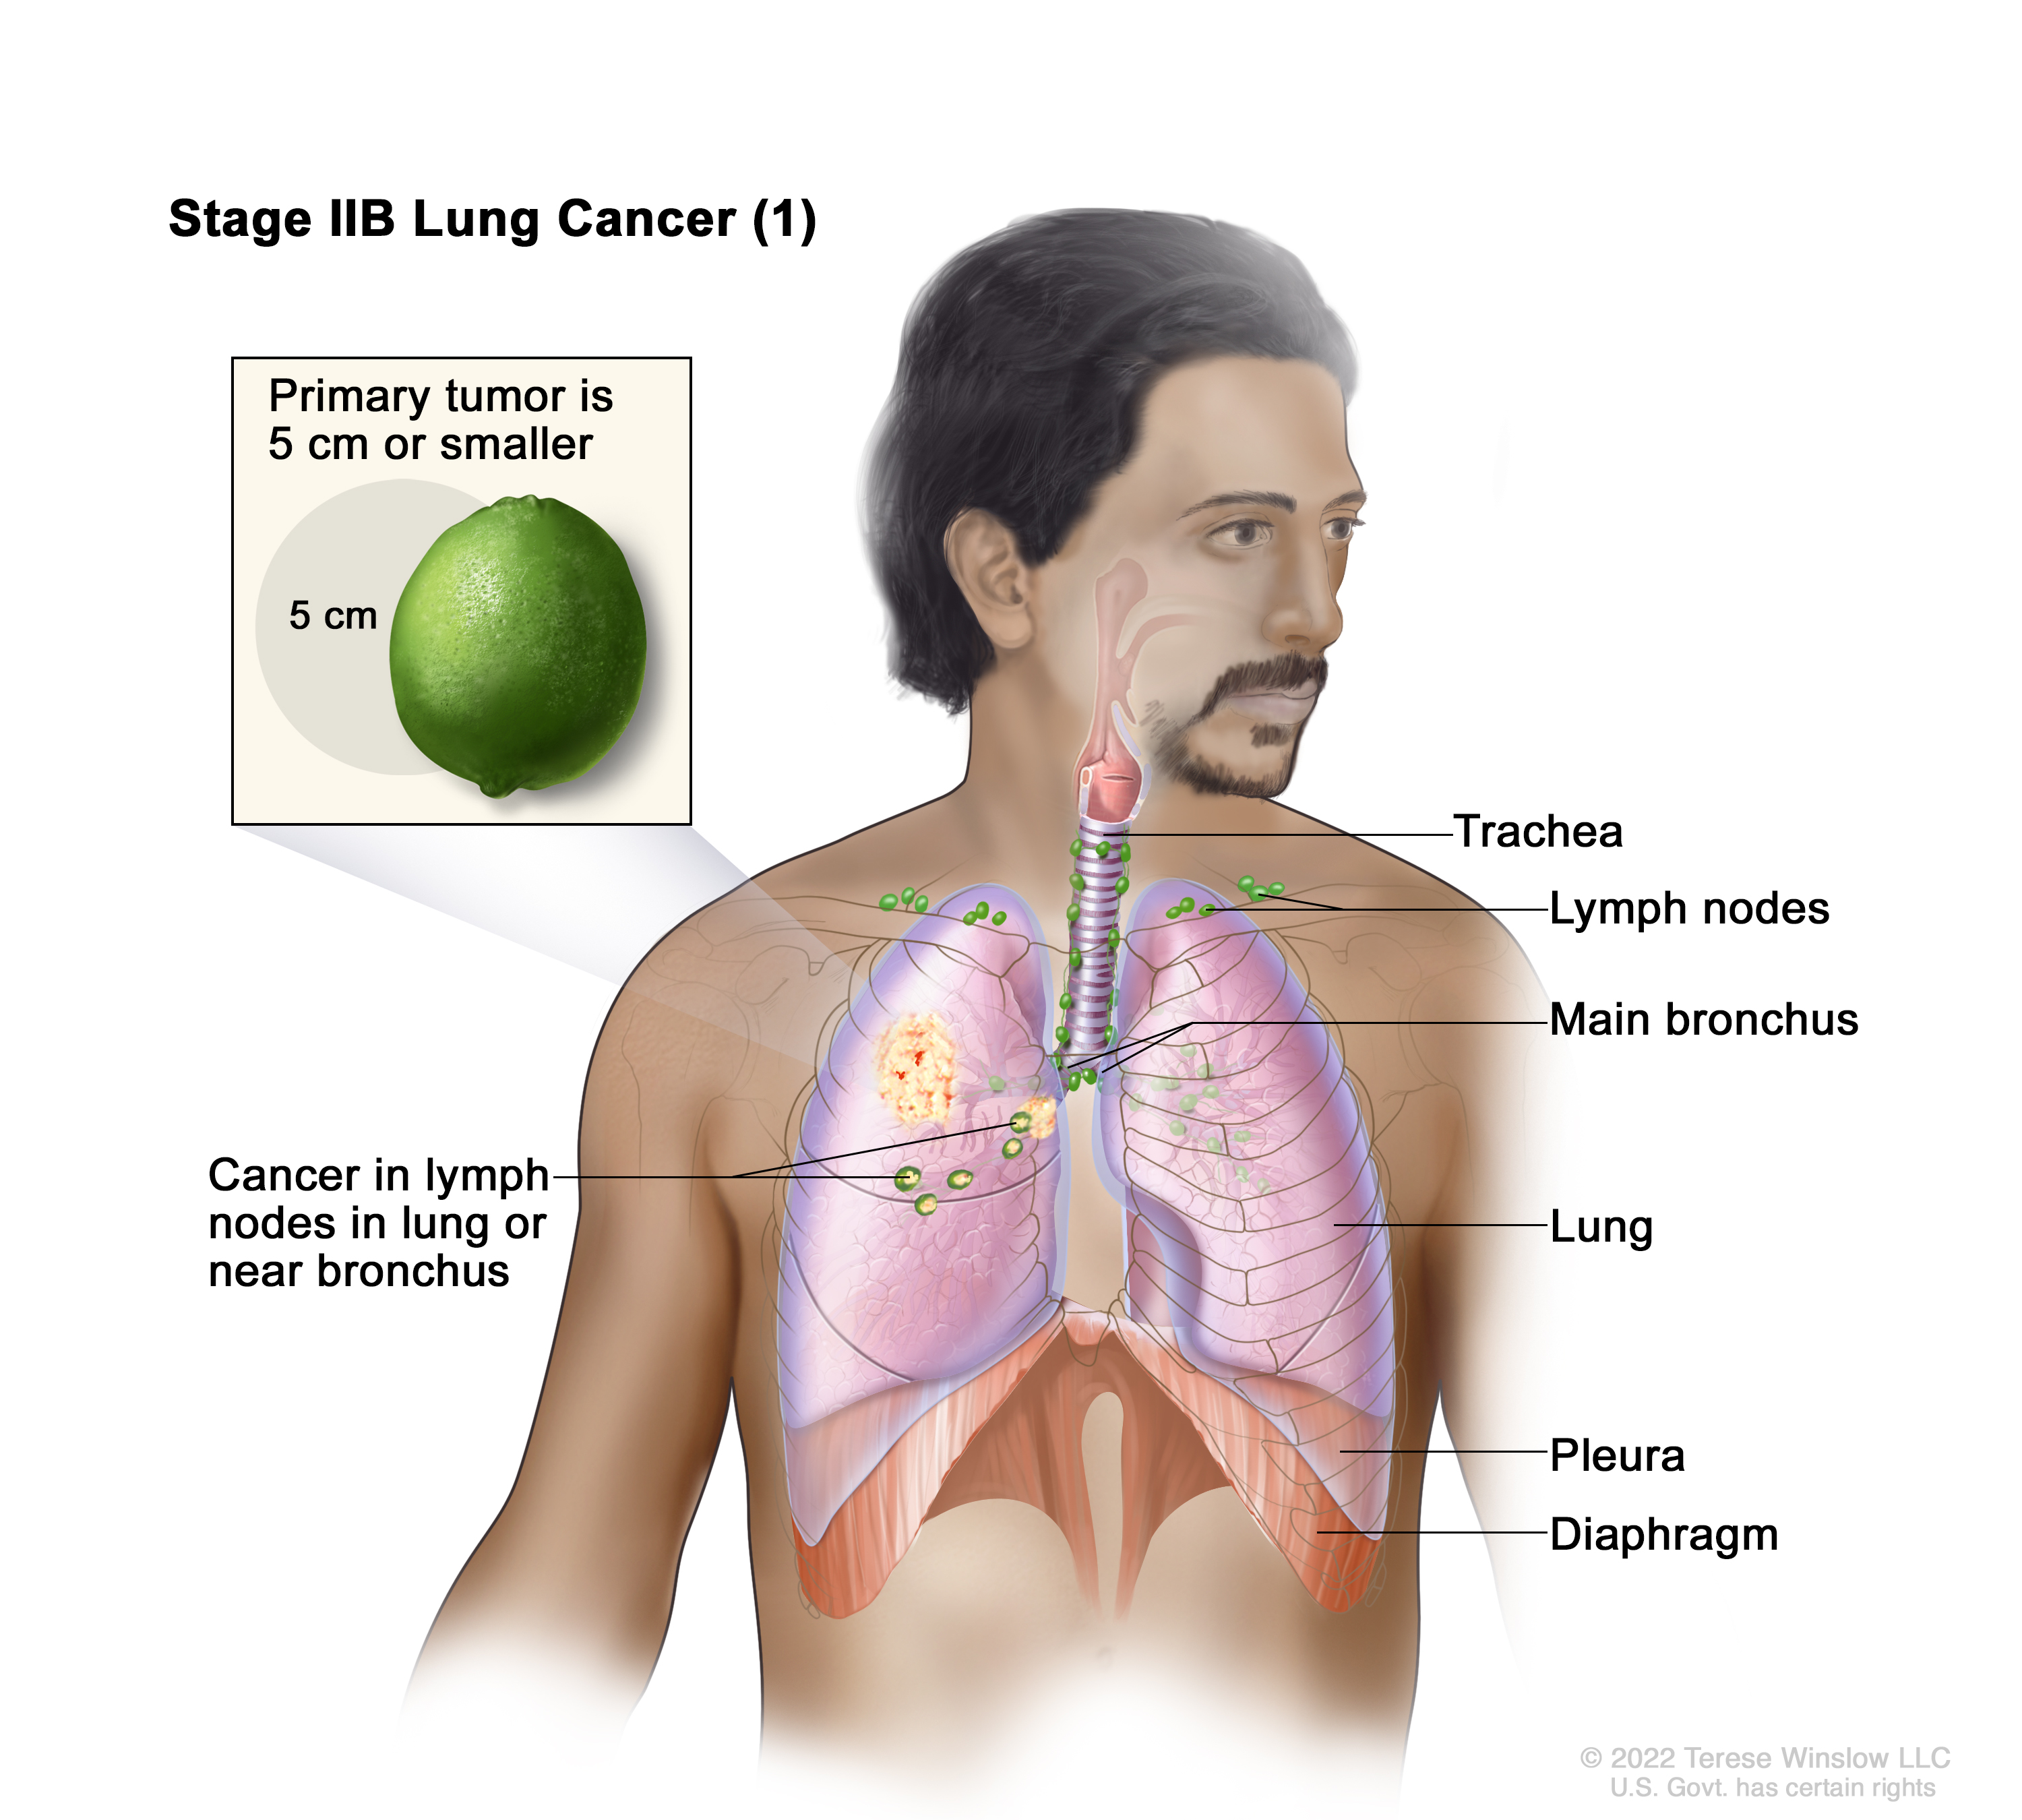 Stage IIB Lung Cancer (1)
Primary tumor is
5 cm or smaller
5 cm
Trachea
Lymph nodes
Main bronchus
Cancer in lymph
nodes in lung or
near bronchus
Lung
Pleura
Diaphragm
© 2022 Terese Winslow LLC
U.S. Govt. has certain rights